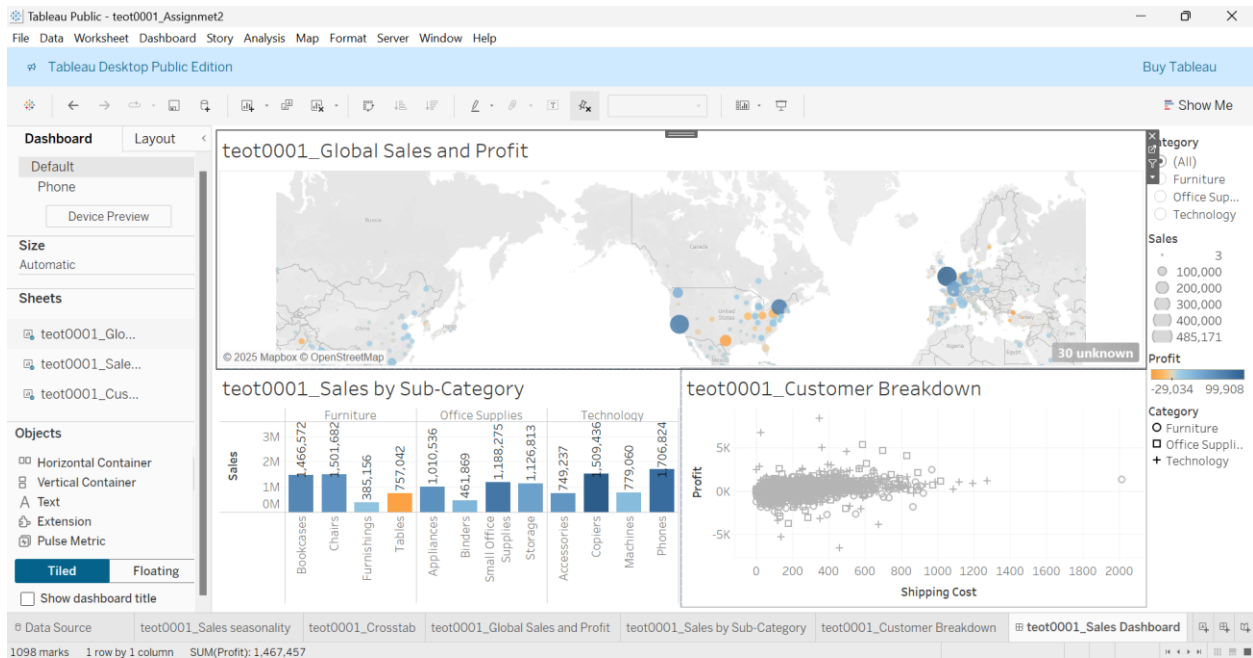 Tableau Public - teot0001_Assignmet2
File Data Worksheet Dashboard Story Analysis Map Format Server Window Help
Tableau Desktop Public Edition
Buy Tableau
Show Me
Dashboard Layout
Default
Phone
Device Preview
Size
Automatic
Sheets
teot0001_Glo...
teot0001_Sale...
teot0001_Cus...
Objects
Horizontal Container
Vertical Container
Text
Extension
Pulse Metric
Tiled Floating
Show dashboard title
teot0001_Global Sales and Profit
Russia
Canada
United
States
China
Algeria
Egypt
Turkey
© 2025 Mapbox © OpenStreetMap
30 unknown
tegory
(All)
Furniture
Office Sup...
Technology
Sales
3
100,000
200,000
300,000
400,000
485,171
Profit
-29,034 99,908
Category
Furniture
Office Suppli..
Technology
teot0001_Sales by Sub-Category
Furniture Office Supplies Technology
Sales
3M
2M
1M
0M
1,466,572
1,501,682
385,156
757,042
1,010,536
461,869
1,188,275
1,126,813
749,237
1,509,436
779,060
1,706,824
Bookcases
Chairs
Furnishings
Tables
Appliances
Binders
Small Office
Supplies
Storage
Accessories
Copiers
Machines
Phones
teot0001_Customer Breakdown
Profit
5K
0K
-5K
0 200 400 600 800 1000 1200 1400 1600 1800 2000
Shipping Cost
Data Source teot0001_Sales seasonality teot0001_Crosstab teot0001_Global Sales and Profit teot0001_Sales by Sub-Category teot0001_Customer Breakdown teot0001_Sales Dashboard
1098 marks 1 row by 1 column SUM(Profit): 1,467,457